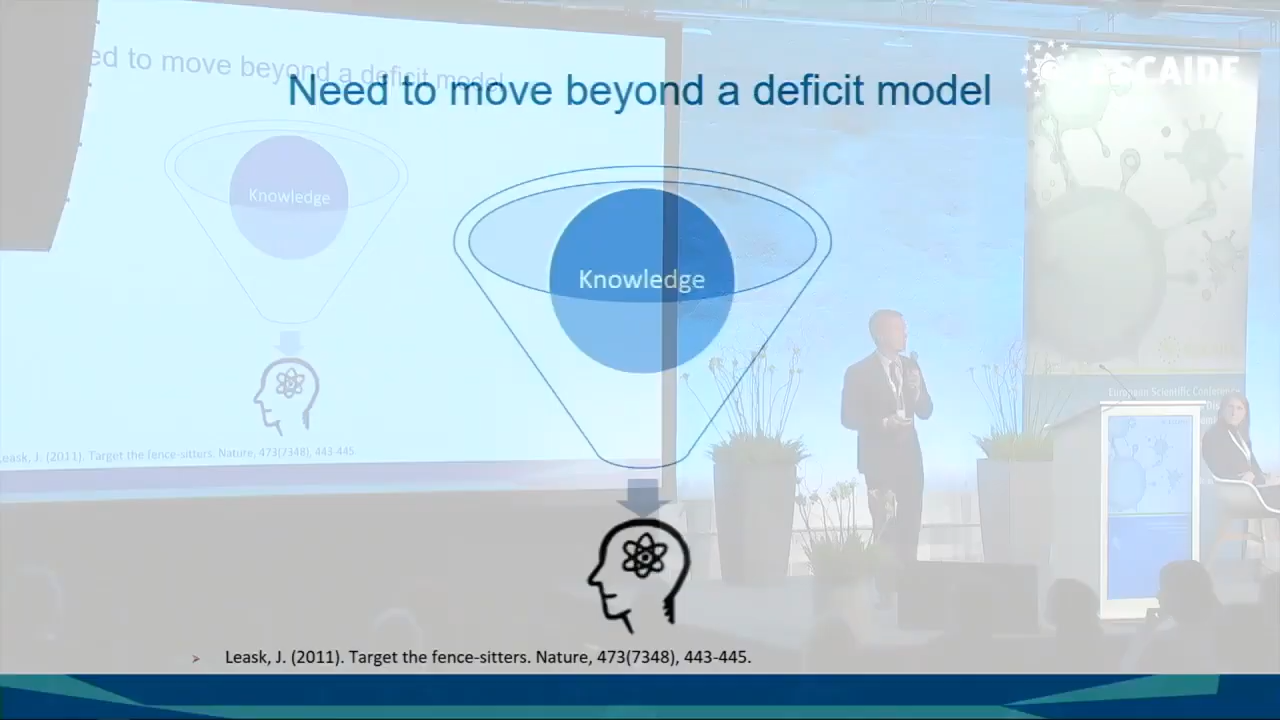 Need to move beyond a deficit model
ed to move beyond a deficit model
ESCAIDE
Knowledge
Knowledge
European Scientific Conference
Leask, J. (2011). Target the fence-sitters. Nature, 473(7348), 443-445.
➢ Leask, J. (2011). Target the fence-sitters. Nature, 473(7348), 443-445.